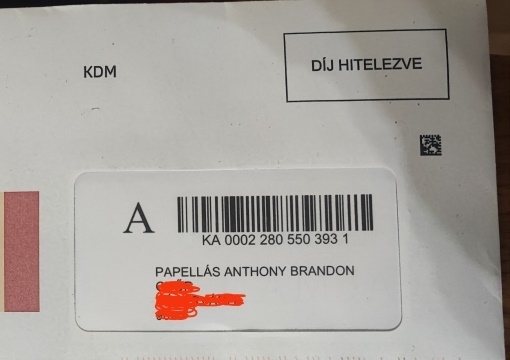 KDM
DÍJ HITELEZVE
A
KA 0002 280 550 393 1
PAPELLÁS ANTHONY BRANDON